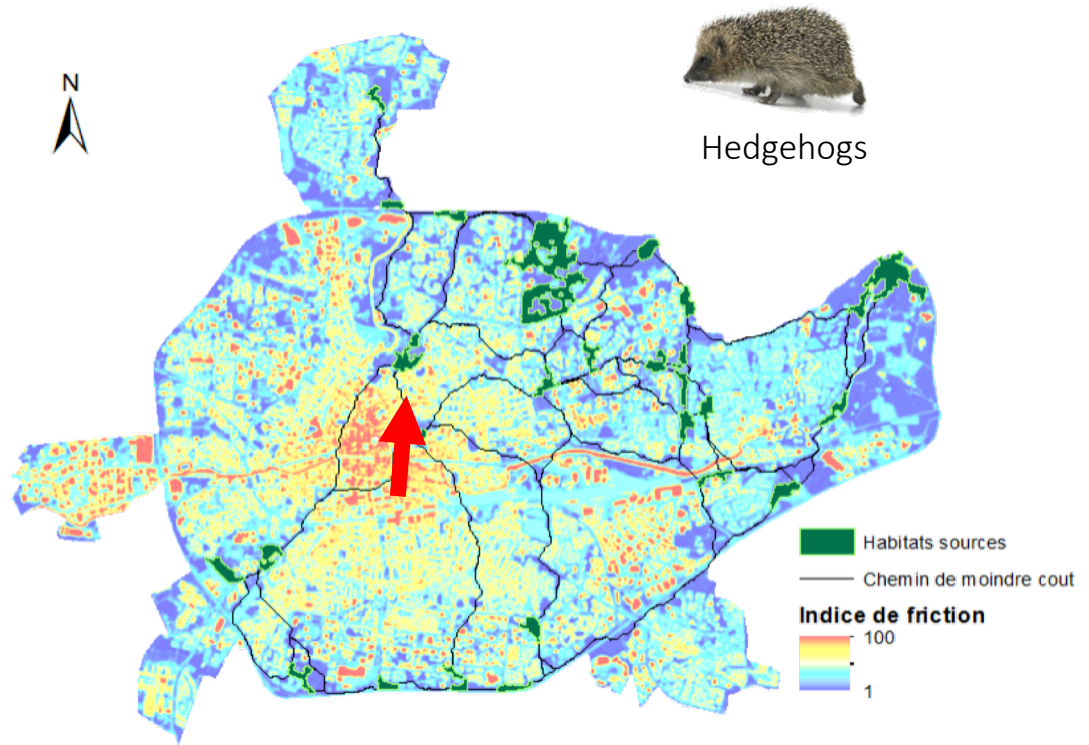 N
Hedgehogs
Habitats sources
Chemin de moindre cout
Indice de friction
100
1